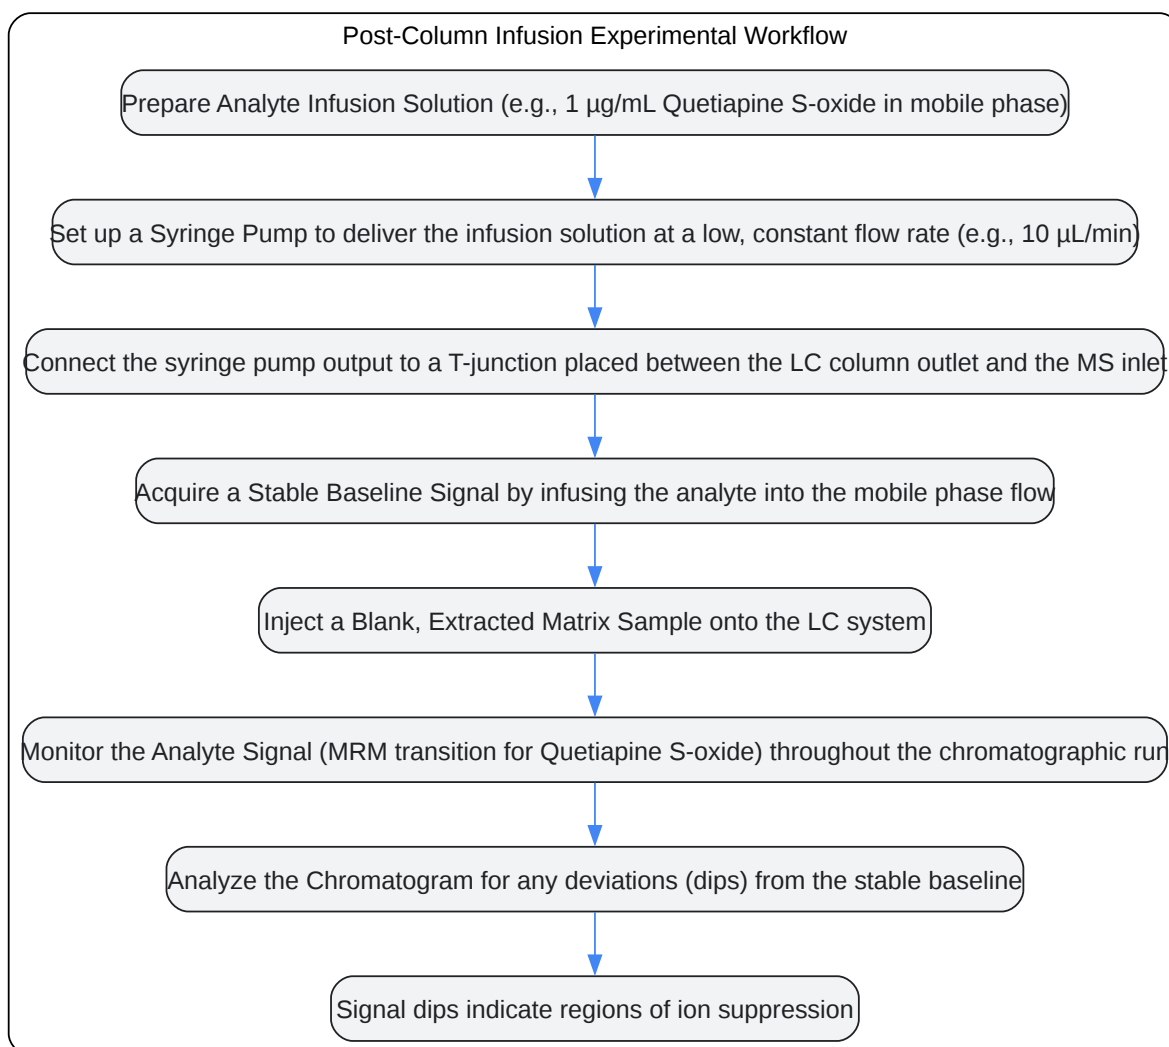 Post-Column Infusion Experimental Workflow
Prepare Analyte Infusion Solution (e.g., 1 µg/mL Quetiapine S-oxide in mobile phase)
Set up a Syringe Pump to deliver the infusion solution at a low, constant flow rate (e.g., 10 µL/min)
Connect the syringe pump output to a T-junction placed between the LC column outlet and the MS inlet
Acquire a Stable Baseline Signal by infusing the analyte into the mobile phase flow
Inject a Blank, Extracted Matrix Sample onto the LC system
Monitor the Analyte Signal (MRM transition for Quetiapine S-oxide) throughout the chromatographic run
Analyze the Chromatogram for any deviations (dips) from the stable baseline
Signal dips indicate regions of ion suppression